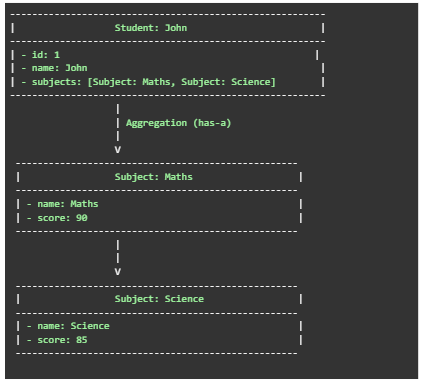 Student: John
- id: 1
- name: John
- subjects: [Subject: Maths, Subject: Science]
Aggregation (has-a)
V
Subject: Maths
- name: Maths
- score: 90
V
Subject: Science
- name: Science
- score: 85